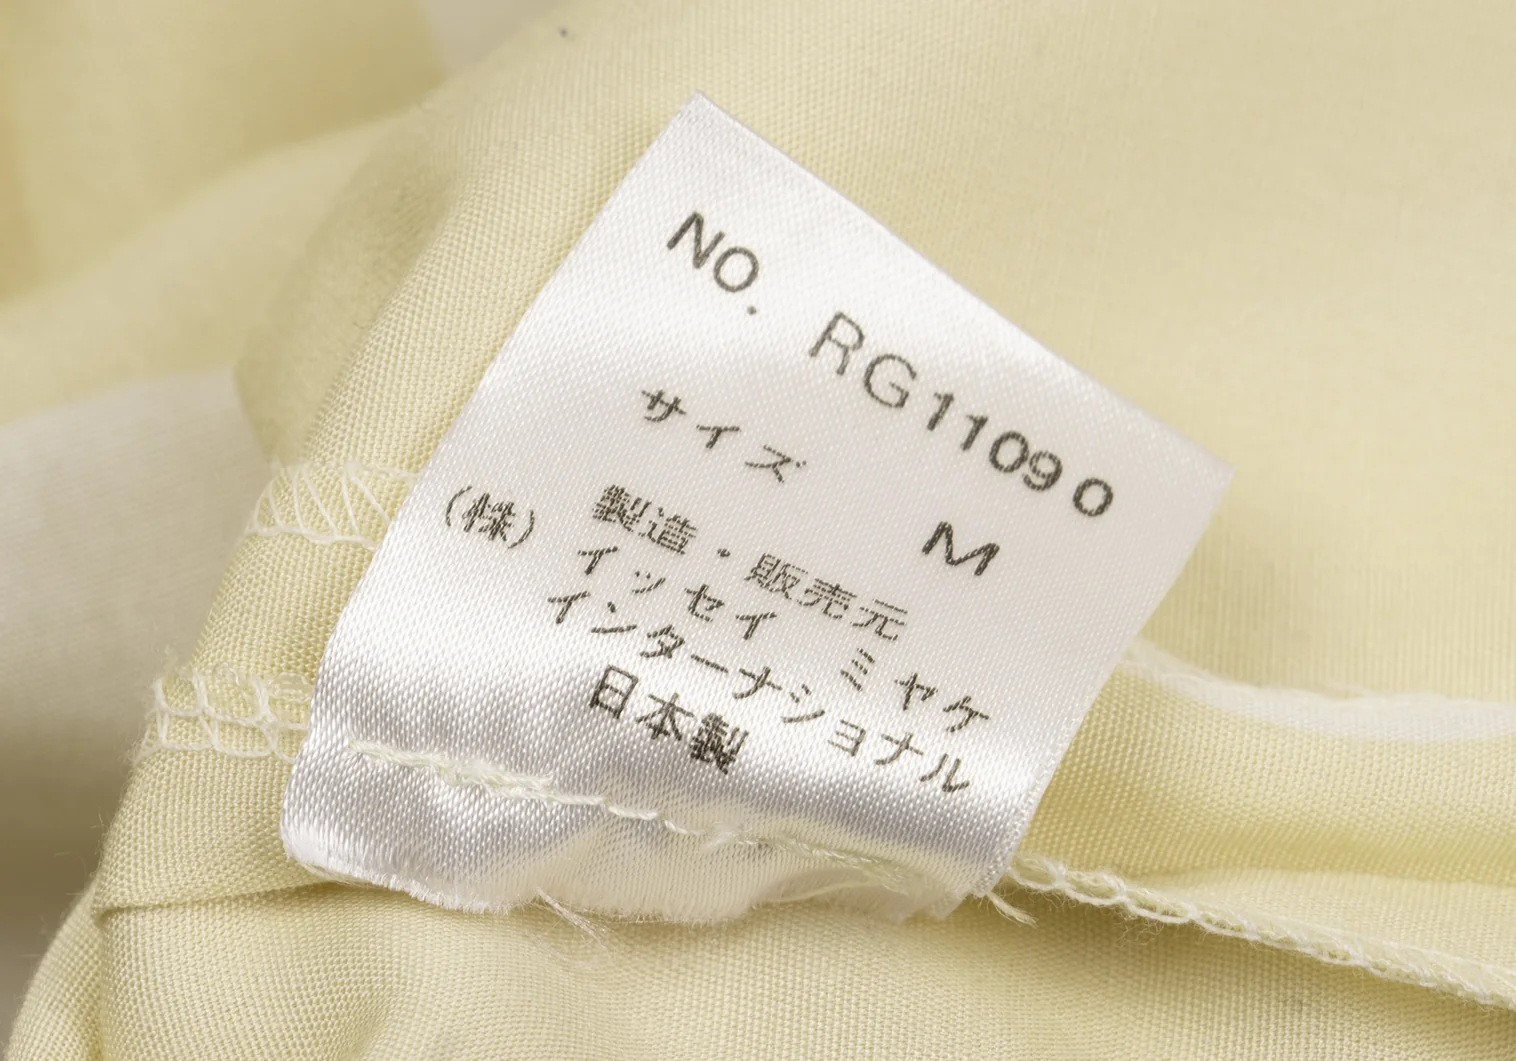 NO. RG11090
サイズ M
製造・販売元
(株) イッセイ ミヤケ
インターナショナル
日本製